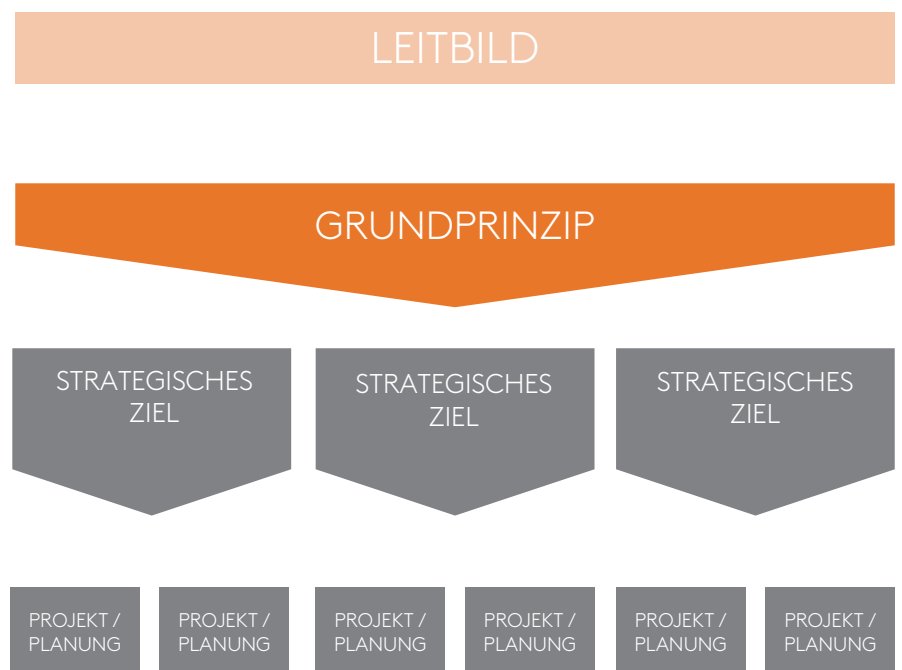 LEITBILD
GRUNDPRINZIP
STRATEGISCHES
ZIEL
STRATEGISCHES
ZIEL
STRATEGISCHES
ZIEL
PROJEKT /
PLANUNG
PROJEKT /
PLANUNG
PROJEKT /
PLANUNG
PROJEKT /
PLANUNG
PROJEKT /
PLANUNG
PROJEKT /
PLANUNG